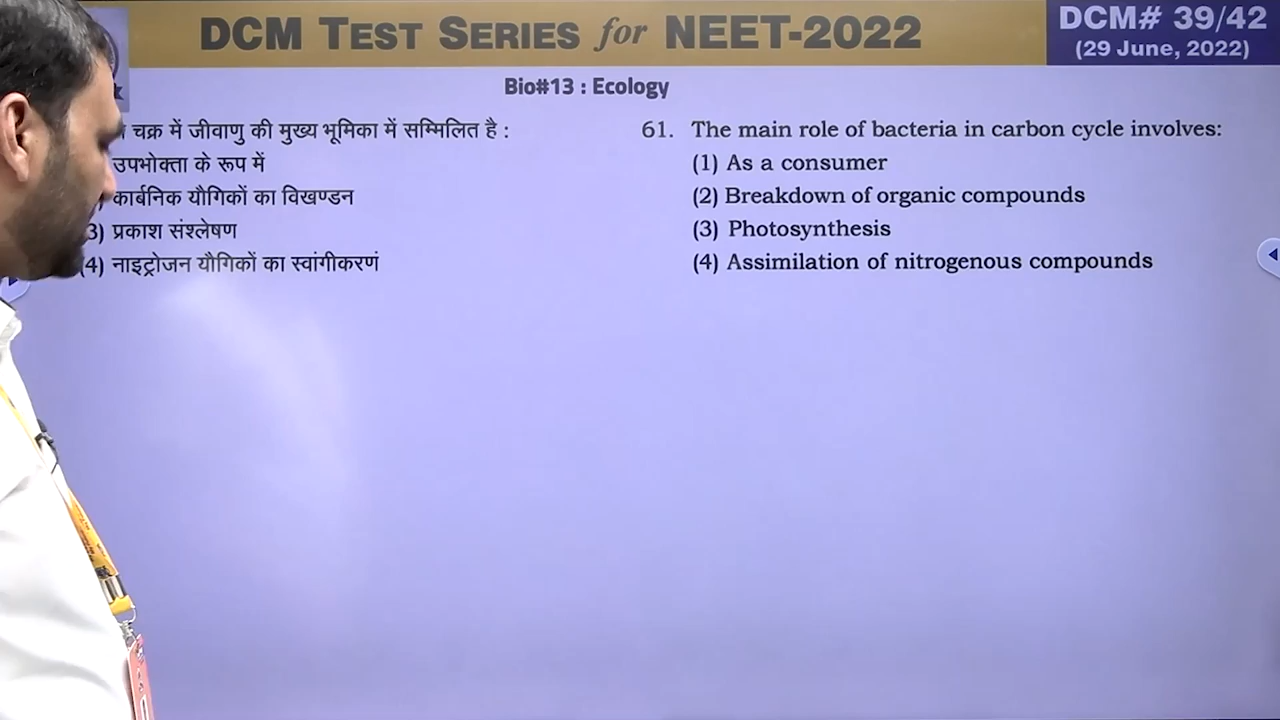 DCM TEST SERIES for NEET-2022
DCM# 39/42
(29 June, 2022)
Bio#13 : Ecology
चक्र में जीवाणु की मुख्य भूमिका में सम्मिलित है :
उपभोक्ता के रूप में
कार्बनिक यौगिकों का विखण्डन
3) प्रकाश संश्लेषण
(4) नाइट्रोजन यौगिकों का स्वांगीकरणं
61. The main role of bacteria in carbon cycle involves:
(1) As a consumer
(2) Breakdown of organic compounds
(3) Photosynthesis
(4) Assimilation of nitrogenous compounds